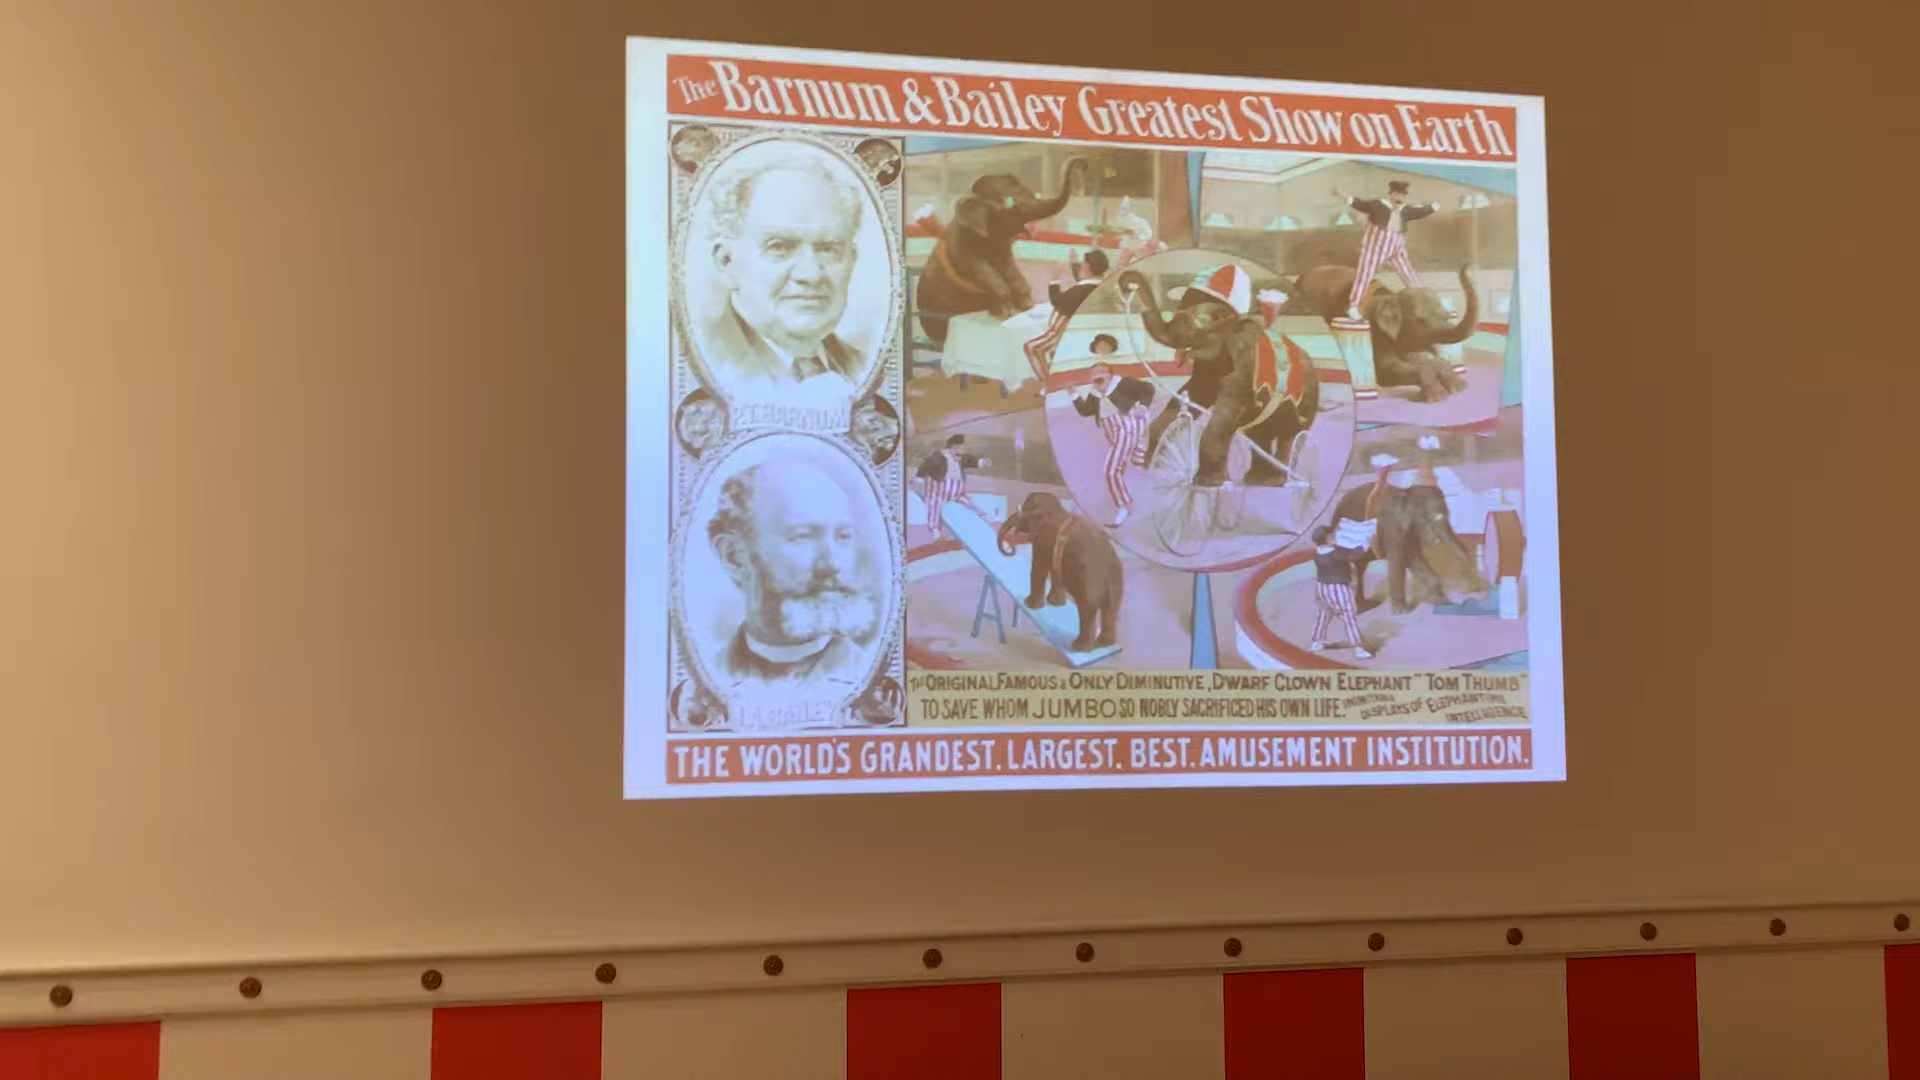 The Barnum & Bailey Greatest Show on Earth
P.T. BARNUM
J.A. BAILEY
THE ORIGINAL, FAMOUS & ONLY DIMINUTIVE, DWARF CLOWN ELEPHANT "TOM THUMB"
TO SAVE WHOM JUMBO SO NOBLY SACRIFICED HIS OWN LIFE.
DISPLAYS OF ELEPHANTINE
INTELLIGENCE
THE WORLD'S GRANDEST, LARGEST, BEST, AMUSEMENT INSTITUTION.